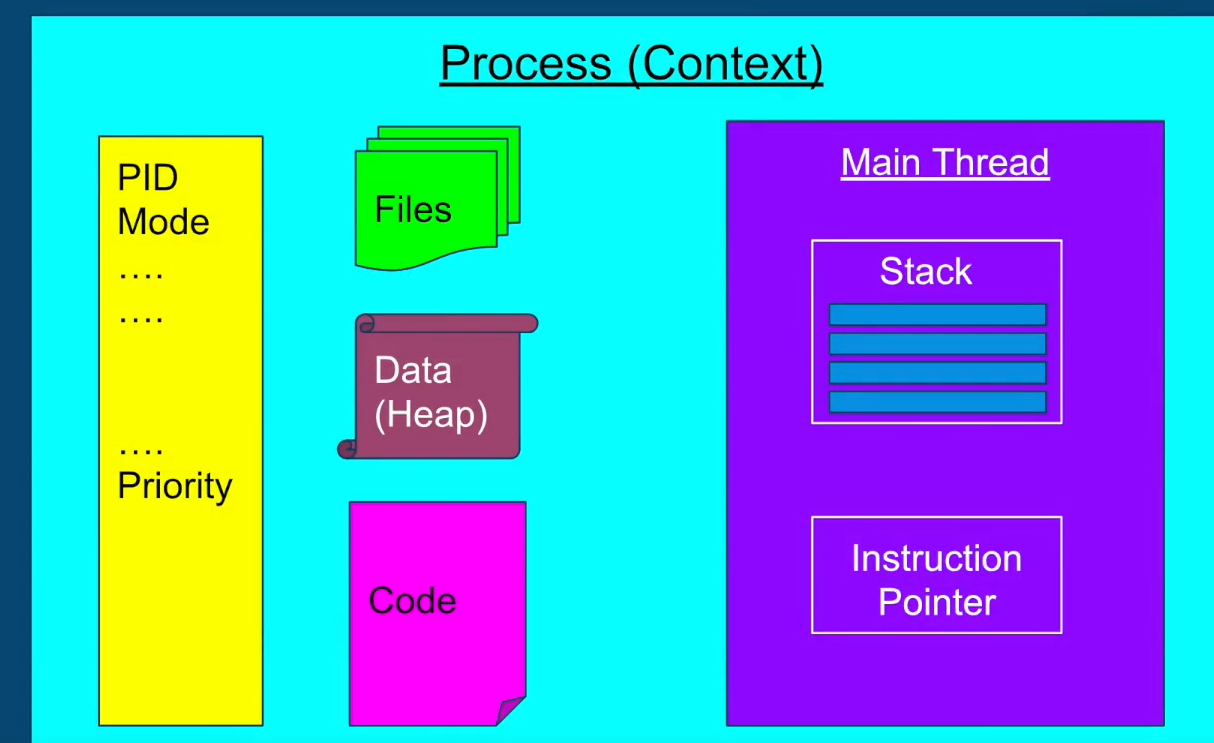 Process (Context)
PID
Mode
....
....
....
Priority
Files
Data
(Heap)
Code
Main Thread
Stack
Instruction
Pointer